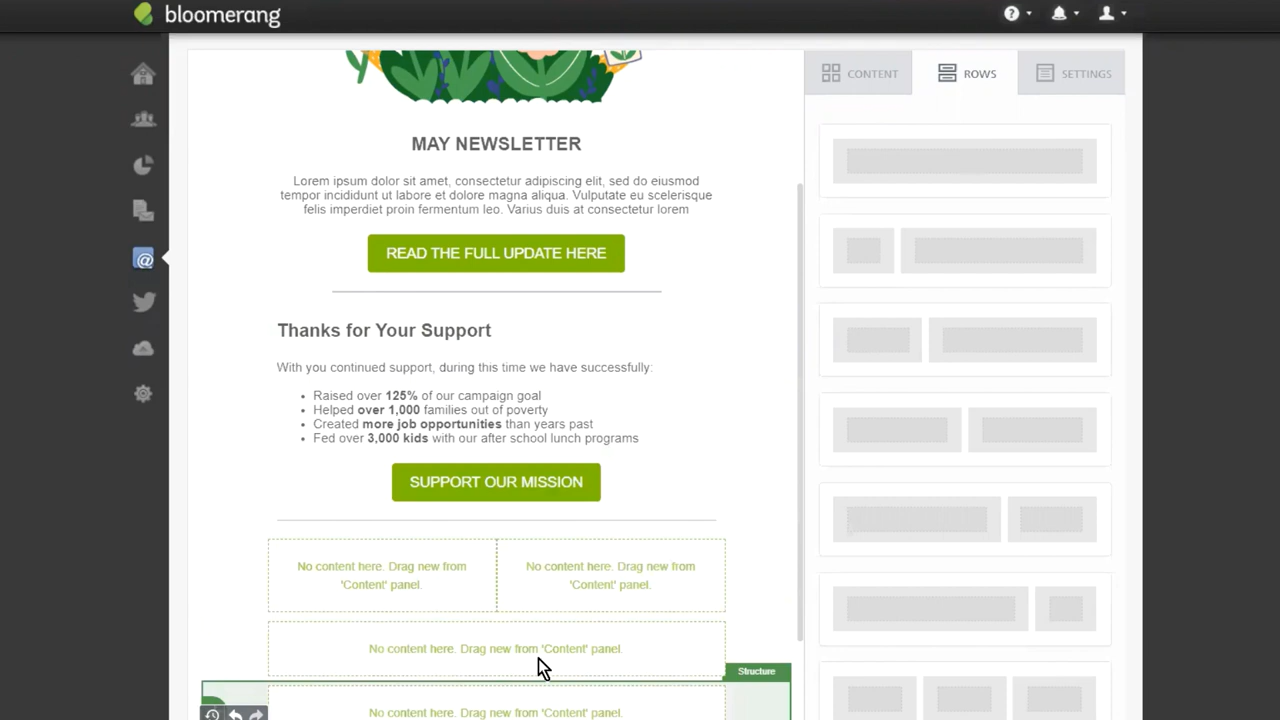 bloomerang
CONTENT
ROWS
SETTINGS
MAY NEWSLETTER
Lorem ipsum dolor sit amet, consectetur adipiscing elit, sed do eiusmod
tempor incididunt ut labore et dolore magna aliqua. Vulputate eu scelerisque
felis imperdiet proin fermentum leo. Varius duis at consectetur lorem
READ THE FULL UPDATE HERE
Thanks for Your Support
With you continued support, during this time we have successfully:
• Raised over 125% of our campaign goal
• Helped over 1,000 families out of poverty
• Created more job opportunities than years past
• Fed over 3,000 kids with our after school lunch programs
SUPPORT OUR MISSION
No content here. Drag new from
'Content' panel.
No content here. Drag new from
'Content' panel.
No content here. Drag new from 'Content' panel.
Structure
No content here. Drag new from 'Content' panel.